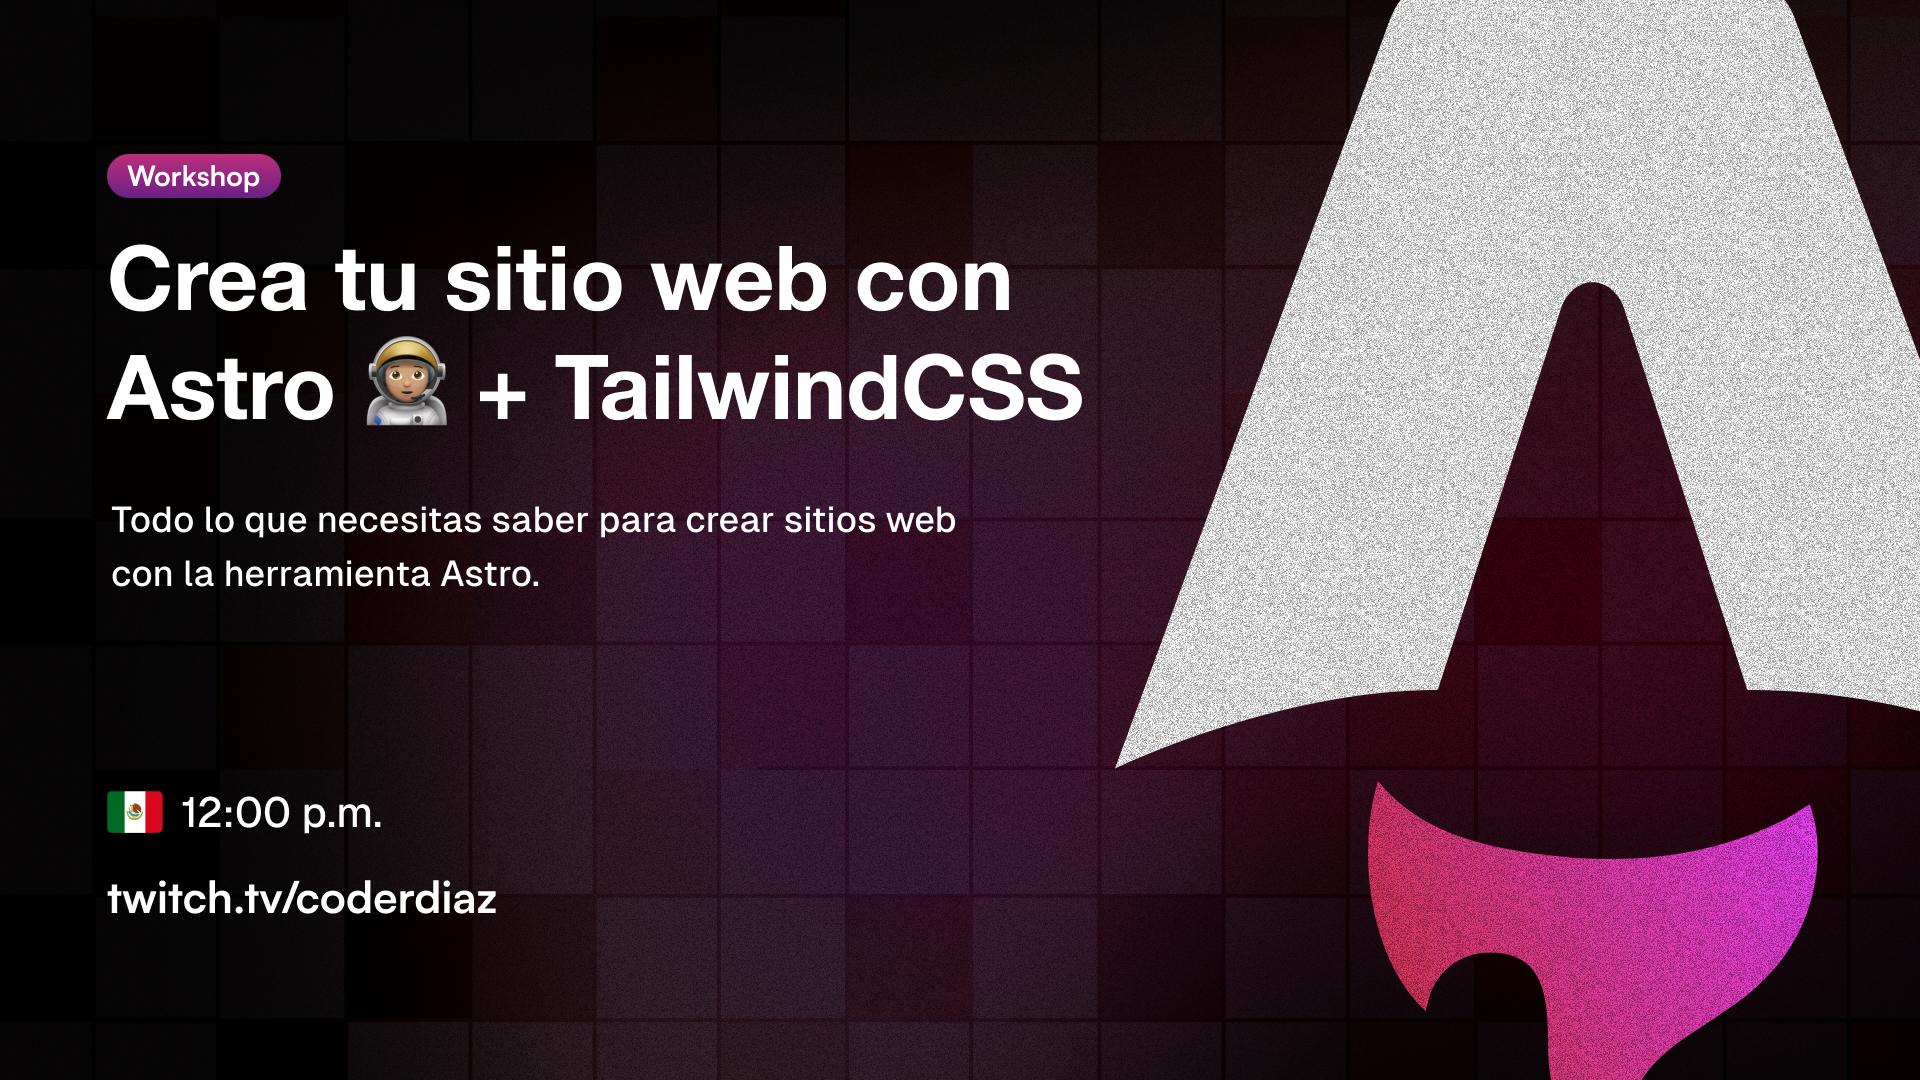 Workshop
Crea tu sitio web con
Astro 🧑🏽‍🚀 + TailwindCSS
Todo lo que necesitas saber para crear sitios web
con la herramienta Astro.
🇲🇽 12:00 p.m.
twitch.tv/coderdiaz